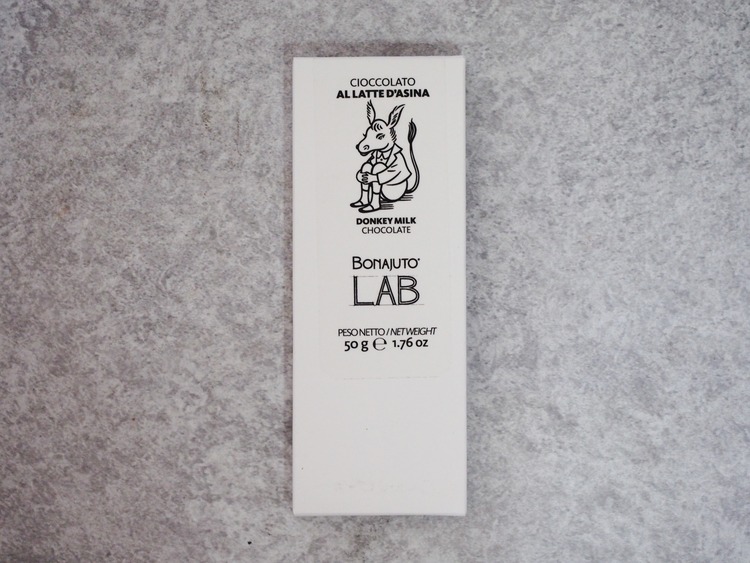 CIOCCOLATO
AL LATTE D'ASINA
DONKEY MILK
CHOCOLATE
BONAJUTO®
LAB
PESO NETTO / NET WEIGHT
50 g ℮ 1.76 oz